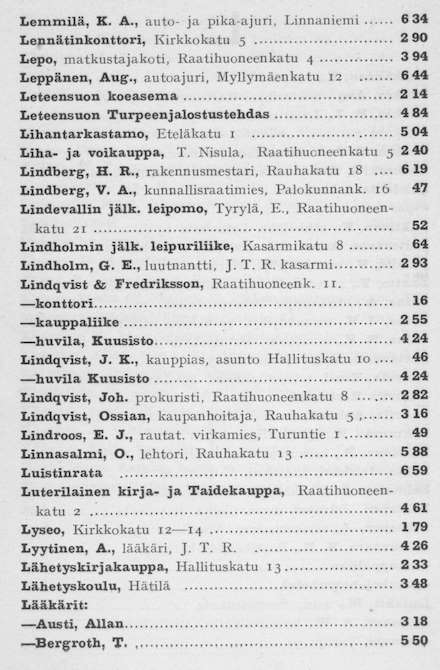 Lemmilä, K. A., auto- ja pika-ajuri, Linnaniemi ...... 6 34
Lennätinkonttori, Kirkkokatu 5 ........................ 2 90
Lepo, matkustajakoti, Raatihuoneenkatu 4 ............ 3 94
Leppänen, Aug., autoajuri, Myllymäenkatu 12 ....... 6 44
Leteensuon koeasema .................................... 2 14
Leteensuon Turpeenjalostustehdas ..................... 4 84
Lihantarkastamo, Eteläkatu 1 ......................... 5 04
Liha- ja voikauppa, T. Nisula, Raatihuoneenkatu 5 2 40
Lindberg, H. R., rakennusmestari, Rauhakatu 18 .... 6 19
Lindberg, V. A., kunnallisraatimies, Palokunnank. 16 47
Lindevallin jälk. leipomo, Tyrylä, E., Raatihuoneen-
katu 21 ................................................... 52
Lindholmin jälk. leipuriliike, Kasarmikatu 8 ......... 64
Lindholm, G. E., luutnantti, J. T. R. kasarmi......... 2 93
Lindqvist & Fredriksson, Raatihuoneenk. 11.
—konttori.................................................. 16
—kauppaliike ............................................. 2 55
—huvila, Kuusisto........................................ 4 24
Lindqvist, J. K., kauppias, asunto Hallituskatu 10 .... 46
—huvila Kuusisto ........................................ 4 24
Lindqvist, Joh. prokuristi, Raatihuoneenkatu 8 ... .... 2 82
Lindqvist, Ossian, kaupanhoitaja, Rauhakatu 5 ....... 3 16
Lindroos, E. J., rautat. virkamies, Turuntie 1 .......... 49
Linnasalmi, O., lehtori, Rauhakatu 13 ................. 5 88
Luistinrata ............................................... 6 59
Luterilainen kirja- ja Taidekauppa, Raatihuoneen-
katu 2 ................................................... 4 61
Lyseo, Kirkkokatu 12—14 .............................. 1 79
Lyytinen, A., lääkäri, J. T. R. ........................ 4 26
Lähetyskirjakauppa, Hallituskatu 13................... 2 33
Lähetyskoulu, Hätilä .................................... 3 48
Lääkärit:
—Austi, Allan............................................. 3 18
—Bergroth, T. ............................................ 5 50